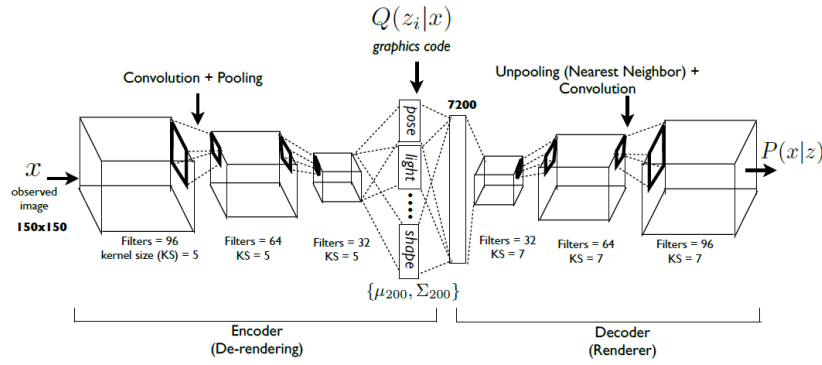 Q(z_i|x)
graphics code
Convolution + Pooling
Unpooling (Nearest Neighbor) +
Convolution
7200
pose
light
shape
x
observed
image
150x150
P(x|z)
Filters = 96
kernel size (KS) = 5
Filters = 64
KS = 5
Filters = 32
KS = 5
{μ_200, Σ_200}
Filters = 32
KS = 7
Filters = 64
KS = 7
Filters = 96
KS = 7
Encoder
(De-rendering)
Decoder
(Renderer)